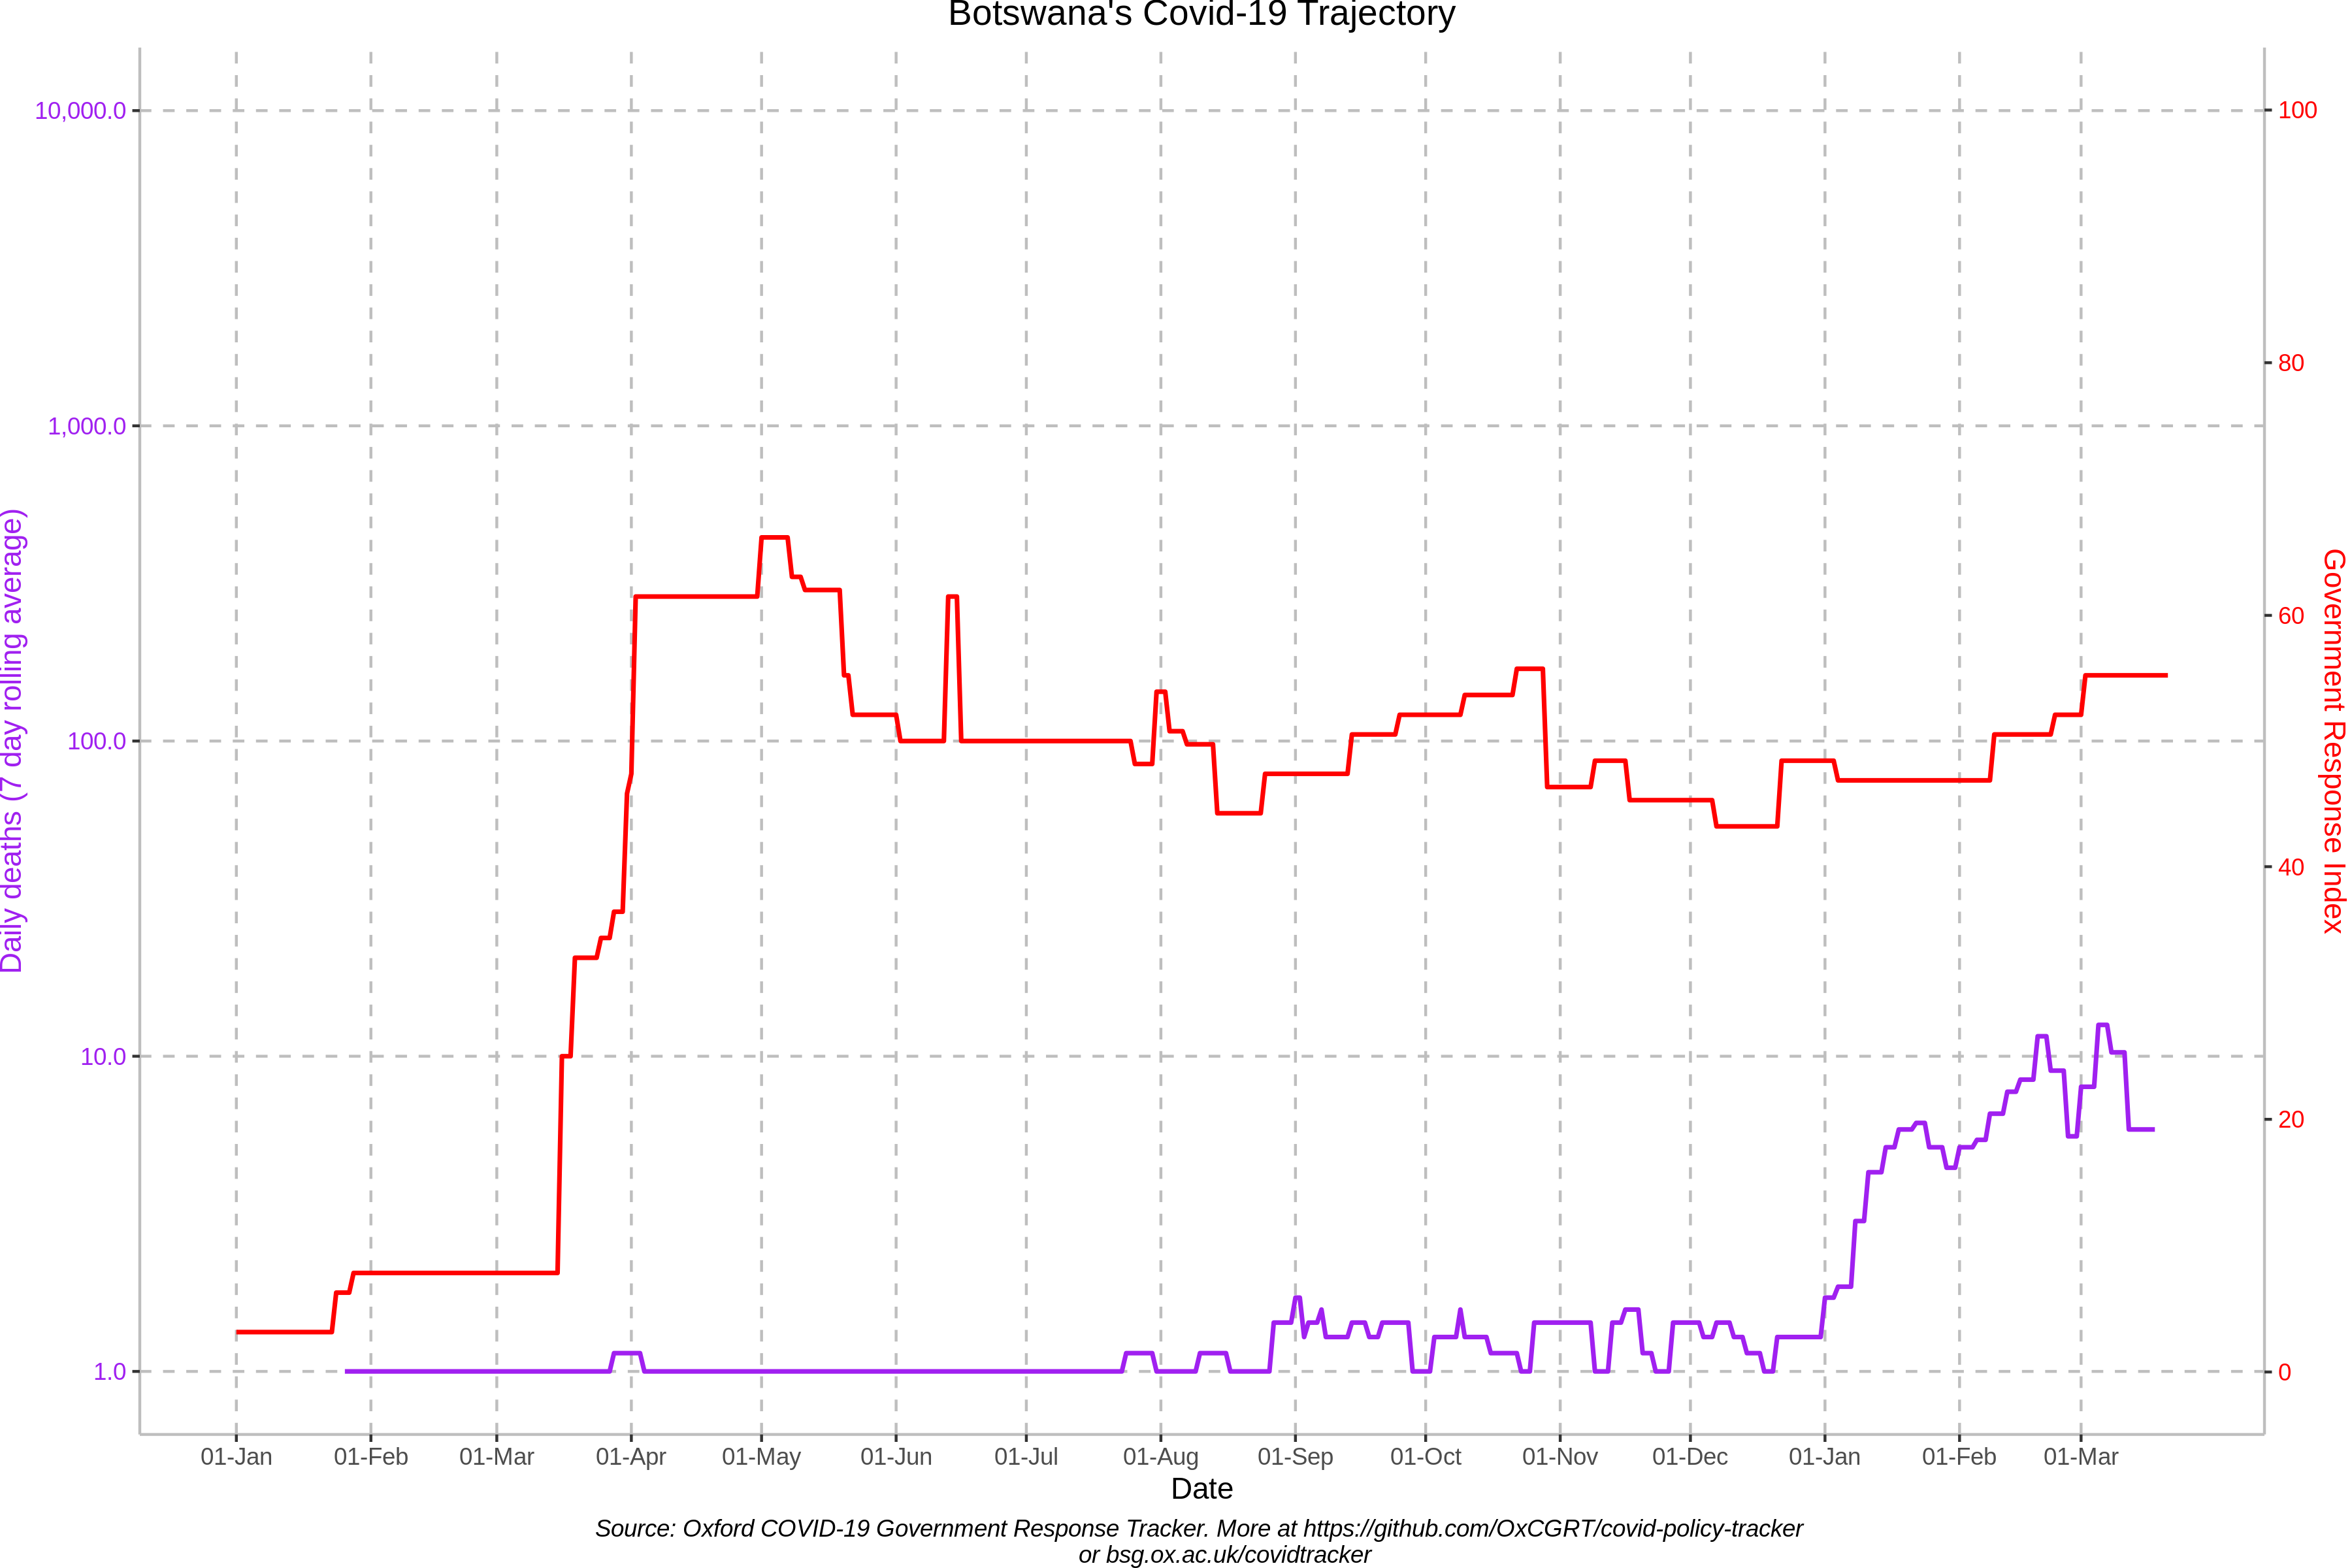 Botswana's Covid-19 Trajectory
10,000.0
1,000.0
100.0
10.0
1.0
Daily deaths (7 day rolling average)
100
80
60
40
20
0
Government Response Index
01-Jan 01-Feb 01-Mar 01-Apr 01-May 01-Jun 01-Jul 01-Aug 01-Sep 01-Oct 01-Nov 01-Dec 01-Jan 01-Feb 01-Mar
Date
Source: Oxford COVID-19 Government Response Tracker. More at https://github.com/OxCGRT/covid-policy-tracker
or bsg.ox.ac.uk/covidtracker